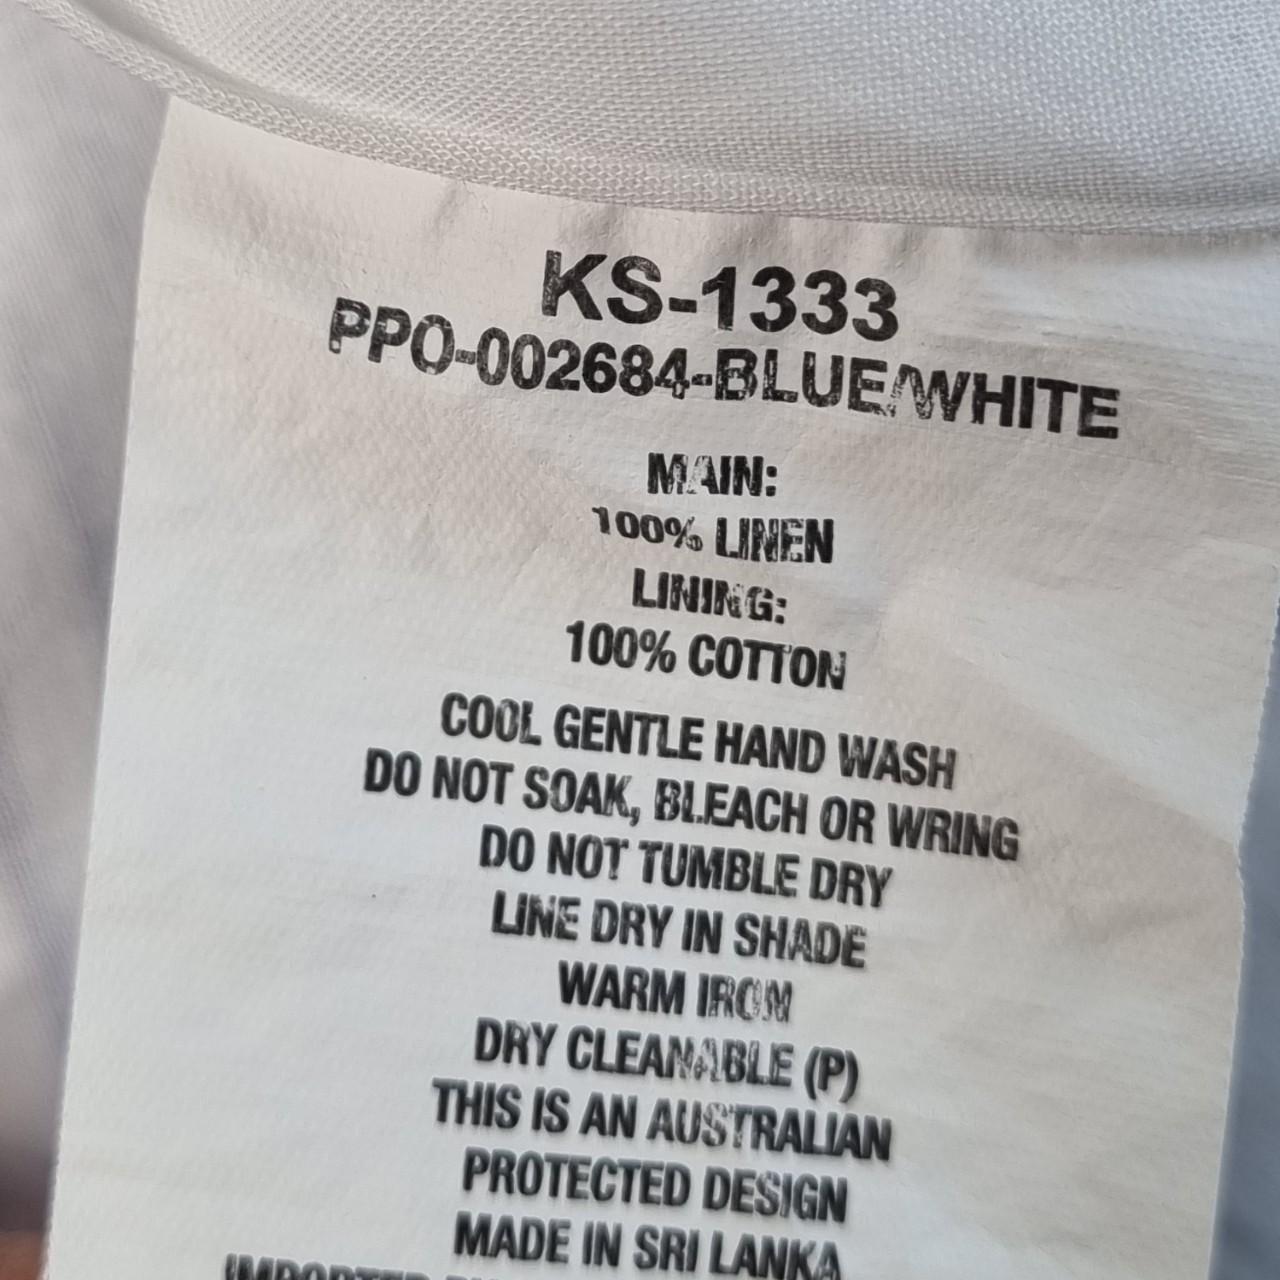 KS-1333
PPO-002684-BLUE/WHITE
MAIN:
100% LINEN
LINING:
100% COTTON
COOL GENTLE HAND WASH
DO NOT SOAK, BLEACH OR WRING
DO NOT TUMBLE DRY
LINE DRY IN SHADE
WARM IRON
DRY CLEANABLE (P)
THIS IS AN AUSTRALIAN
PROTECTED DESIGN
MADE IN SRI LANKA
IMPORTED